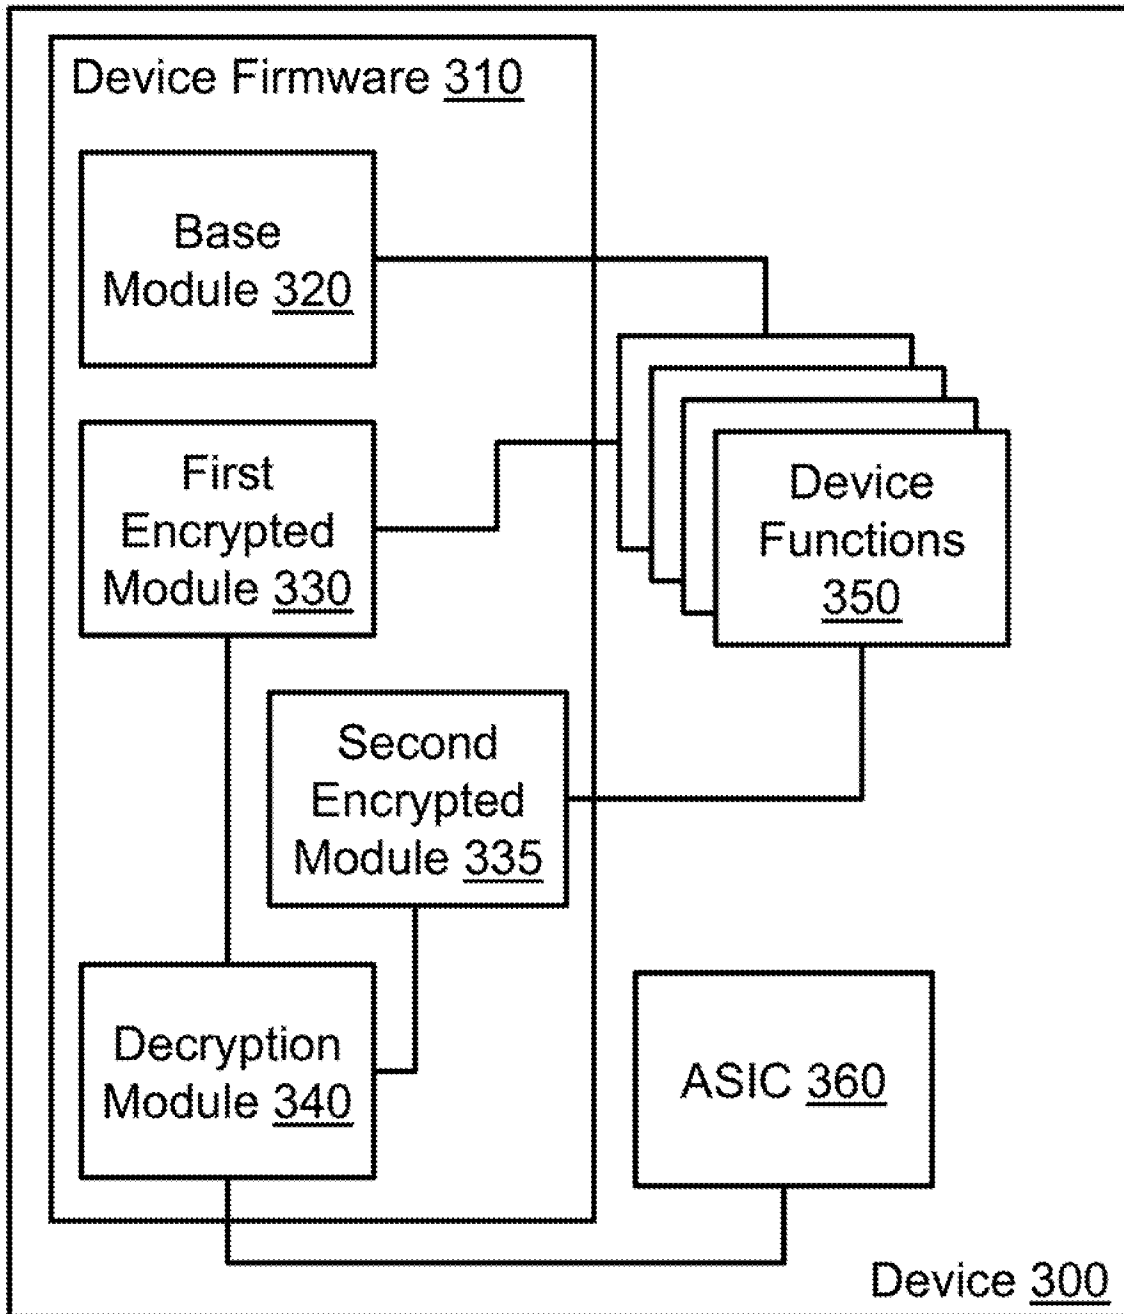 Device Firmware 310
Base
Module 320
First
Encrypted
Module 330
Device
Functions
350
Second
Encrypted
Module 335
Decryption
Module 340
ASIC 360
Device 300